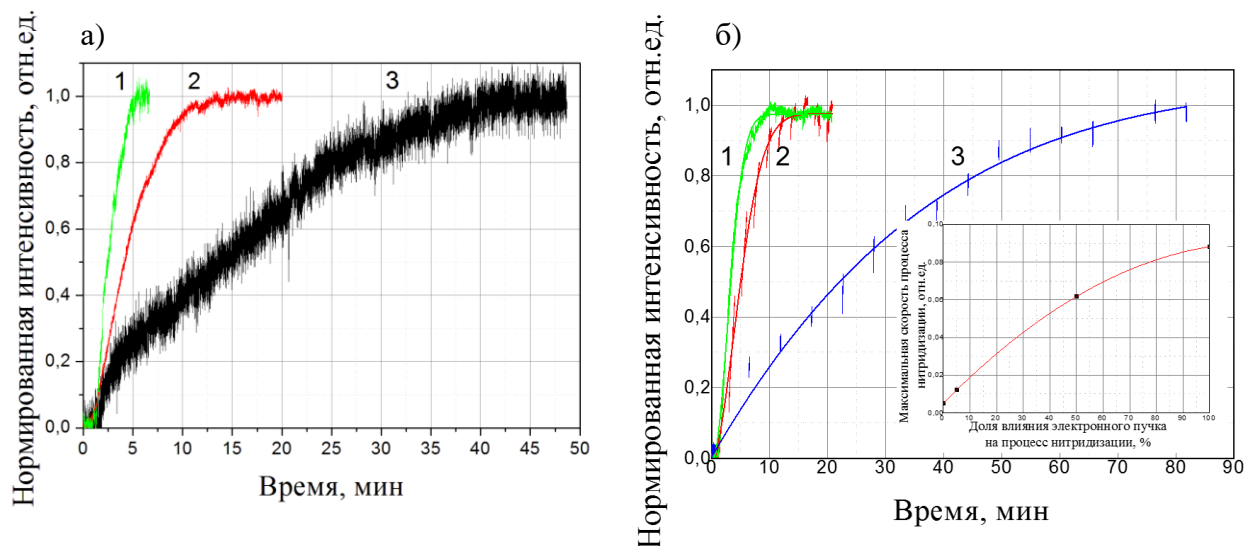 а)
Нормированная интенсивность, отн.ед.
1
2
3
1,0
0,8
0,6
0,4
0,2
0,0
0 5 10 15 20 25 30 35 40 45 50
Время, мин
б)
Нормированная интенсивность, отн.ед.
1
2
3
1,0
0,8
0,6
0,4
0,2
0,0
0 10 20 30 40 50 60 70 80 90
Время, мин
Максимальная скорость процесса
нитридизации, отн.ед.
0,10
0,08
0,06
0,04
0,02
0,00
0 10 20 30 40 50 60 70 80 90 100
Доля влияния электронного пучка
на процесс нитридизации, %